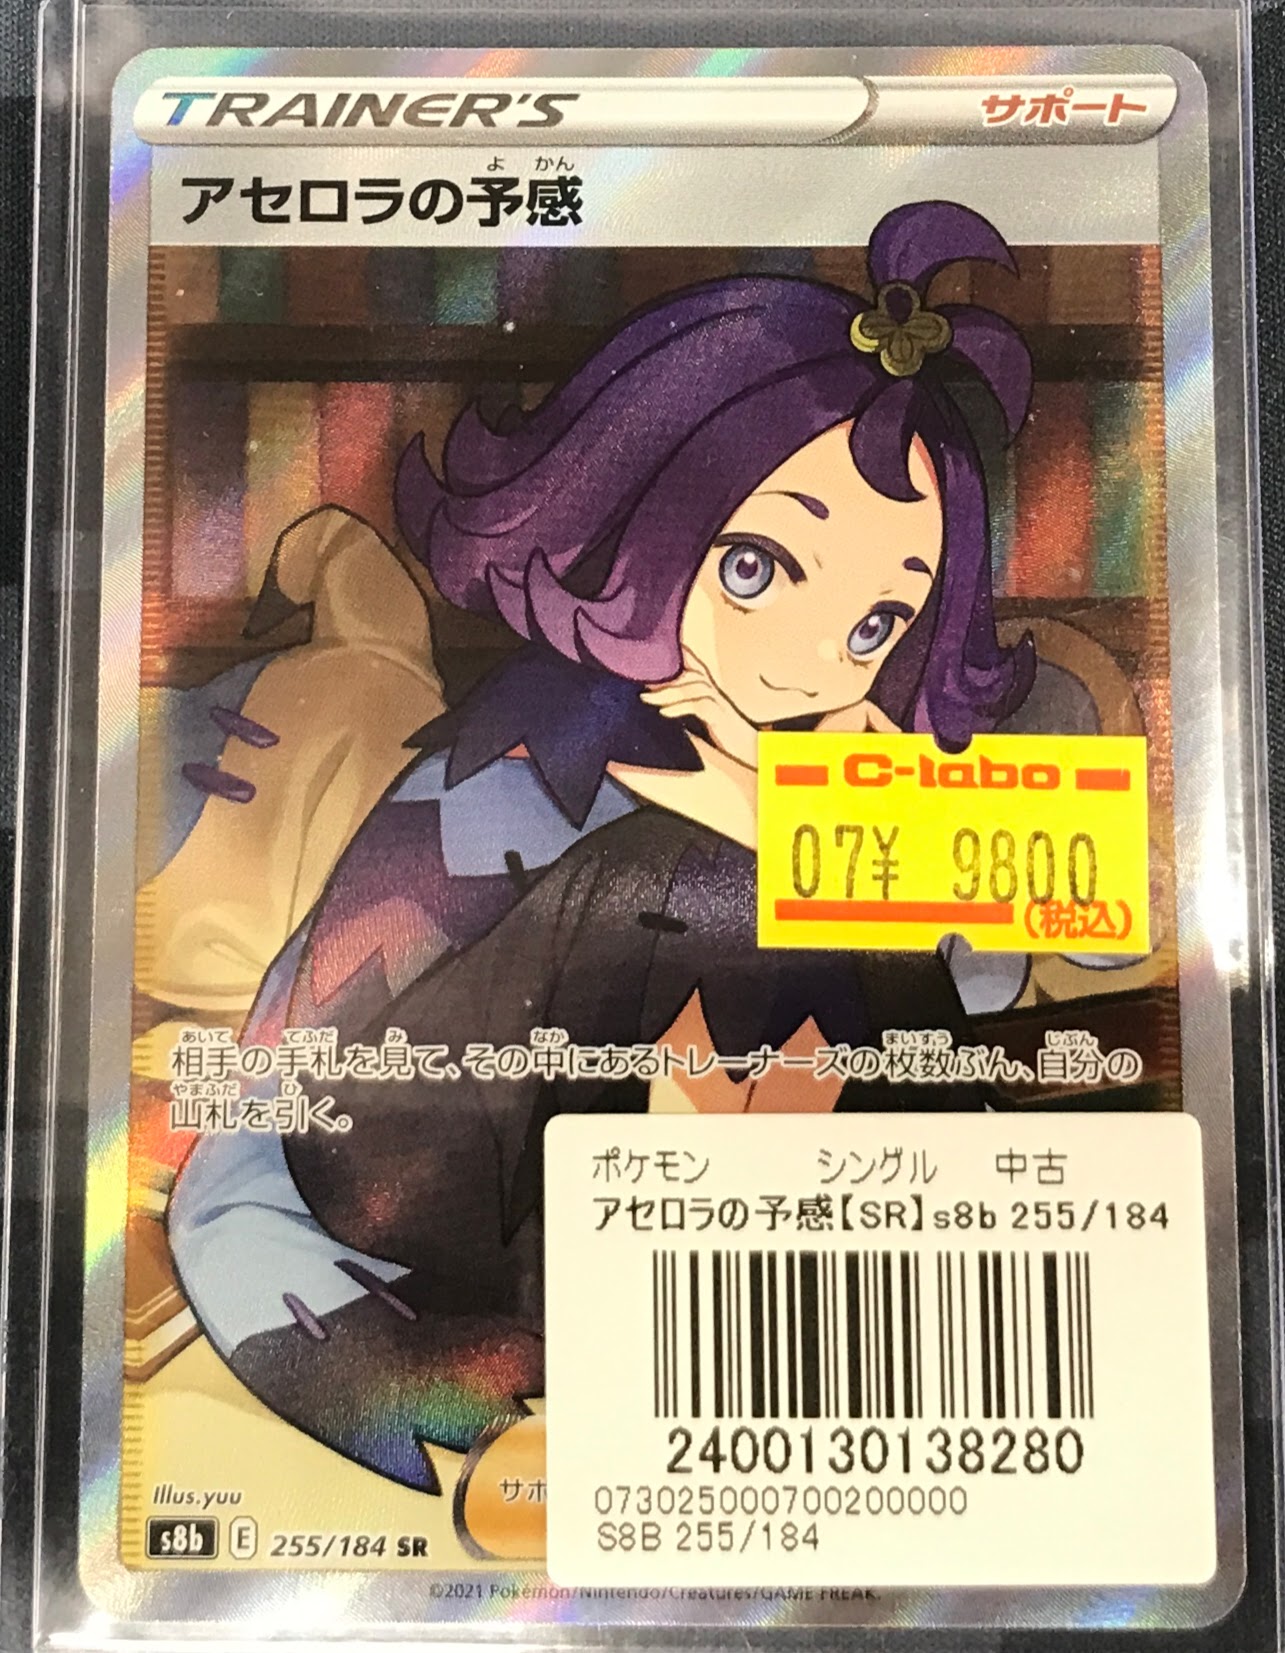 TRAINER'S サポート
よ かん
アセロラの予感
C-labo
07¥ 9800
(税込)
あいて てふだ み なか まいすう じぶん
相手の手札を見て、その中にあるトレーナーズの枚数ぶん、自分の
やまふだ ひ
山札を引く。
ポケモン シングル 中古
アセロラの予感【SR】s8b 255/184
2400130138280
073025000700200000
S8B 255/184
サポ
Illus.yuu
s8b E 255/184 SR
©2021 Pokémon/Nintendo/Creatures/GAME FREAK.